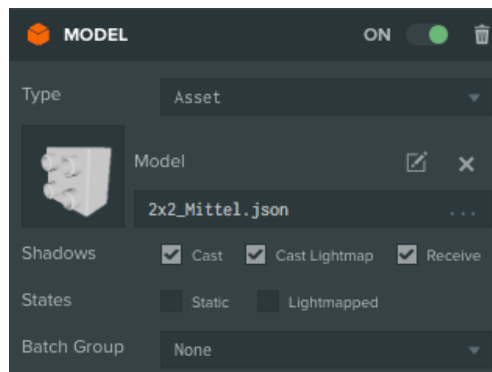 MODEL ON
Type Asset
Model
2x2_Mittel.json ...
Shadows Cast Cast Lightmap Receive
States Static Lightmapped
Batch Group None